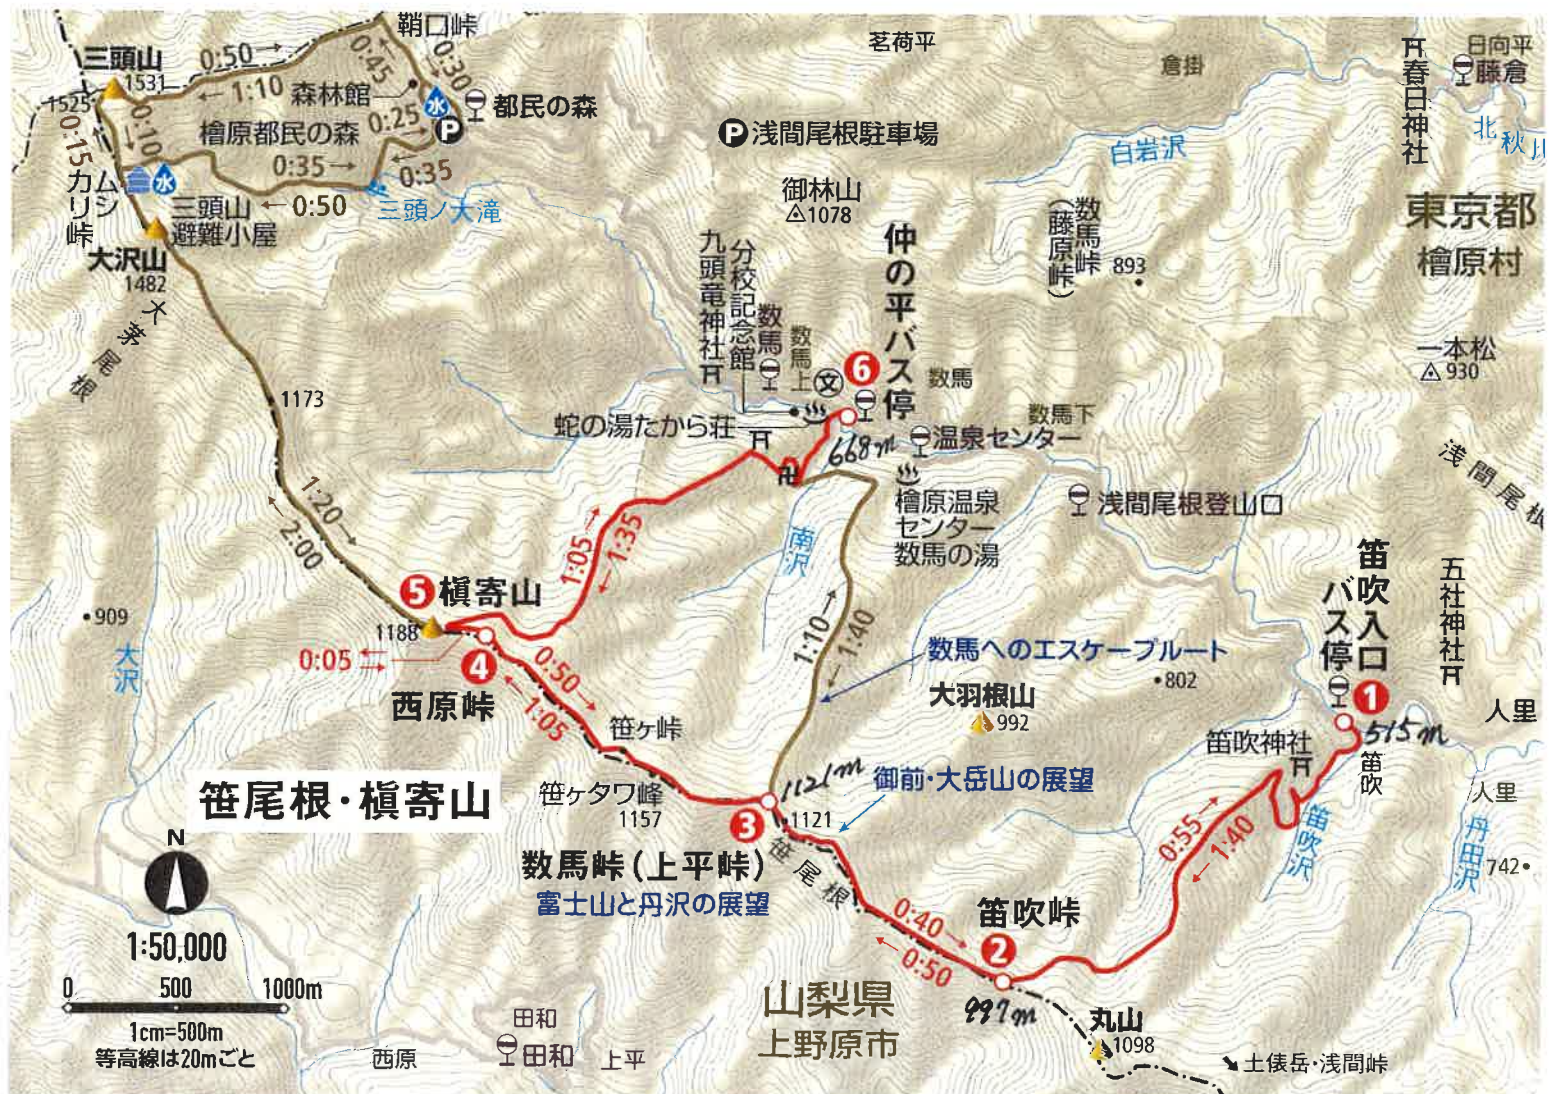 鞘口峠
三頭山
1531
1525
0:50→
←1:10
0:45
0:30
森林館
水
都民の森
P
檜原都民の森
0:25
0:10
0:15
0:35→
←0:35
←0:50
三頭ノ大滝
ムシカリ峠
水
三頭山
避難小屋
大沢山
1482
大茅尾根
1173
1:20
2:00
茗荷平
倉掛
春日神社
日向平
藤倉
北秋川
P浅間尾根駐車場
白岩沢
御林山
1078
数馬峠
(藤原峠)
893
東京都
檜原村
一本松
930
九頭竜神社
分校記念館
数馬
数馬上
文
6
仲の平バス停
数馬
数馬下
668m
蛇の湯たから荘
温泉センター
檜原温泉
センター
数馬の湯
浅間尾根登山口
浅間尾根
南沢
1:05→
←1:35
909
大沢
5 槇寄山
1188
0:05
4
西原峠
0:50
1:05
笹ヶ峠
1:10→
←1:40
数馬へのエスケープルート
大羽根山
992
802
笛吹入口
バス停
1
515m
五社神社
人里
笛吹神社
笛吹
人里
笹尾根・槇寄山
笹ヶタワ峰
1157
1121m
3
1121
御前・大岳山の展望
数馬峠(上平峠)
富士山と丹沢の展望
笹尾根
0:55→
←1:40
笛吹沢
丹田沢
742
0:40→
←0:50
笛吹峠
2
997m
N
1:50,000
0 500 1000m
1cm=500m
等高線は20mごと
西原
田和
田和
上平
山梨県
上野原市
丸山
1098
土俵岳・浅間峠